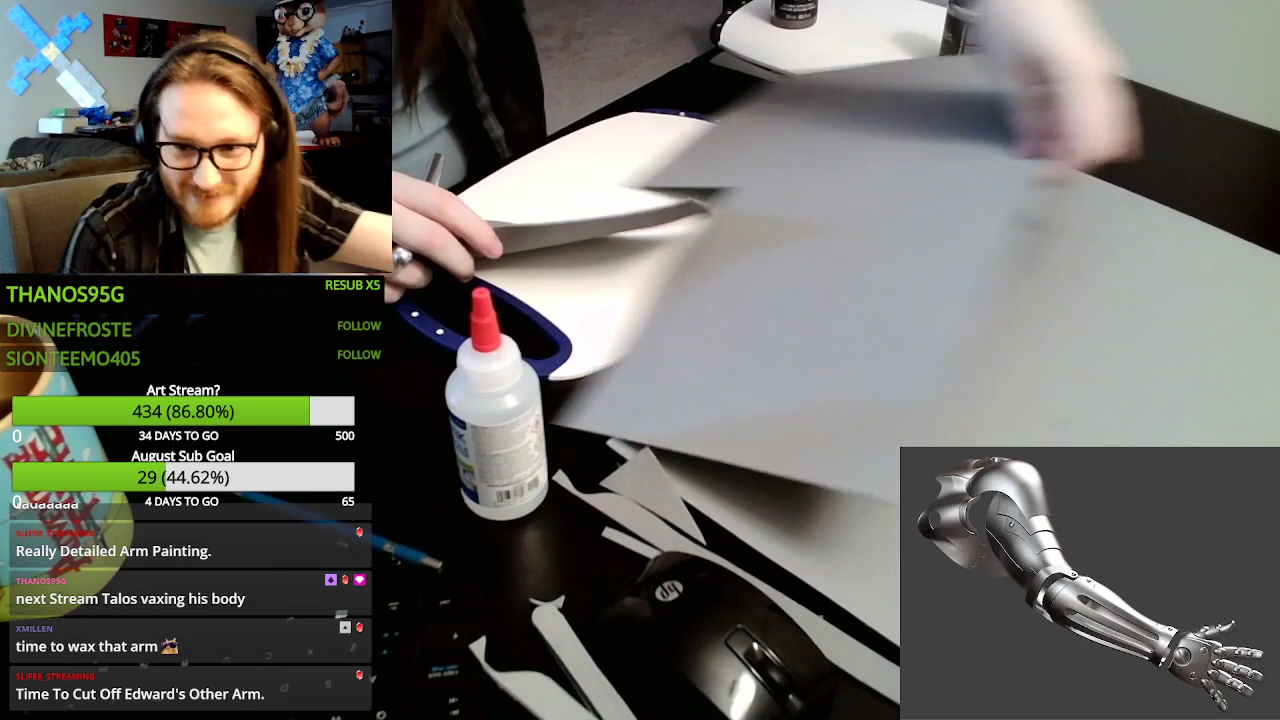 THANOS95G RESUB X5
DIVINEFROSTE FOLLOW
SIONTEEMO405 FOLLOW
Art Stream?
434 (86.80%)
0 34 DAYS TO GO 500
August Sub Goal
29 (44.62%)
0 4 DAYS TO GO 65
Qadaaaaa
SLIFER_STREAMING
Really Detailed Arm Painting.
THANOS95G
next Stream Talos vaxing his body
XMILLEN
time to wax that arm
SLIFER_STREAMING
Time To Cut Off Edward's Other Arm.
hp